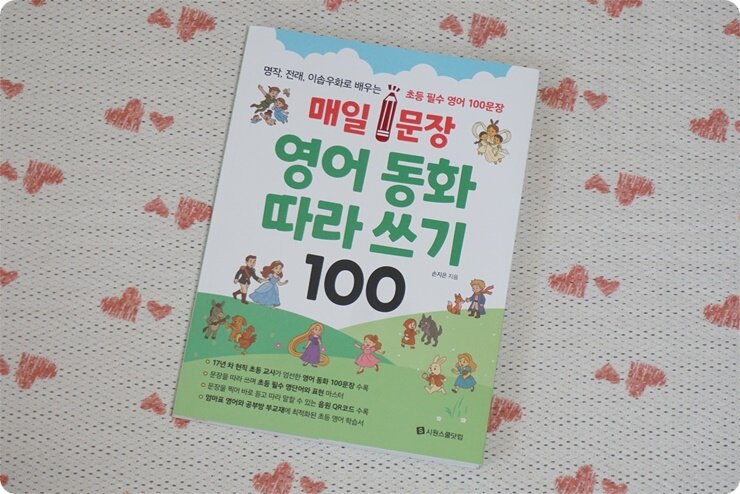 명작, 전래, 이솝우화로 배우는
초등 필수 영어 100문장
매일 1문장
영어 동화
따라 쓰기
100
손지은 지음
17년 차 현직 초등 교사가 엄선한 영어 동화 100문장 수록
문장을 따라 쓰며 초등 필수 영단어와 표현 마스터
문장을 찍어 바로 듣고 따라 말할 수 있는 음원 QR코드 수록
엄마표 영어와 공부방 부교재에 최적화된 초등 영어 학습서
S 시원스쿨닷컴